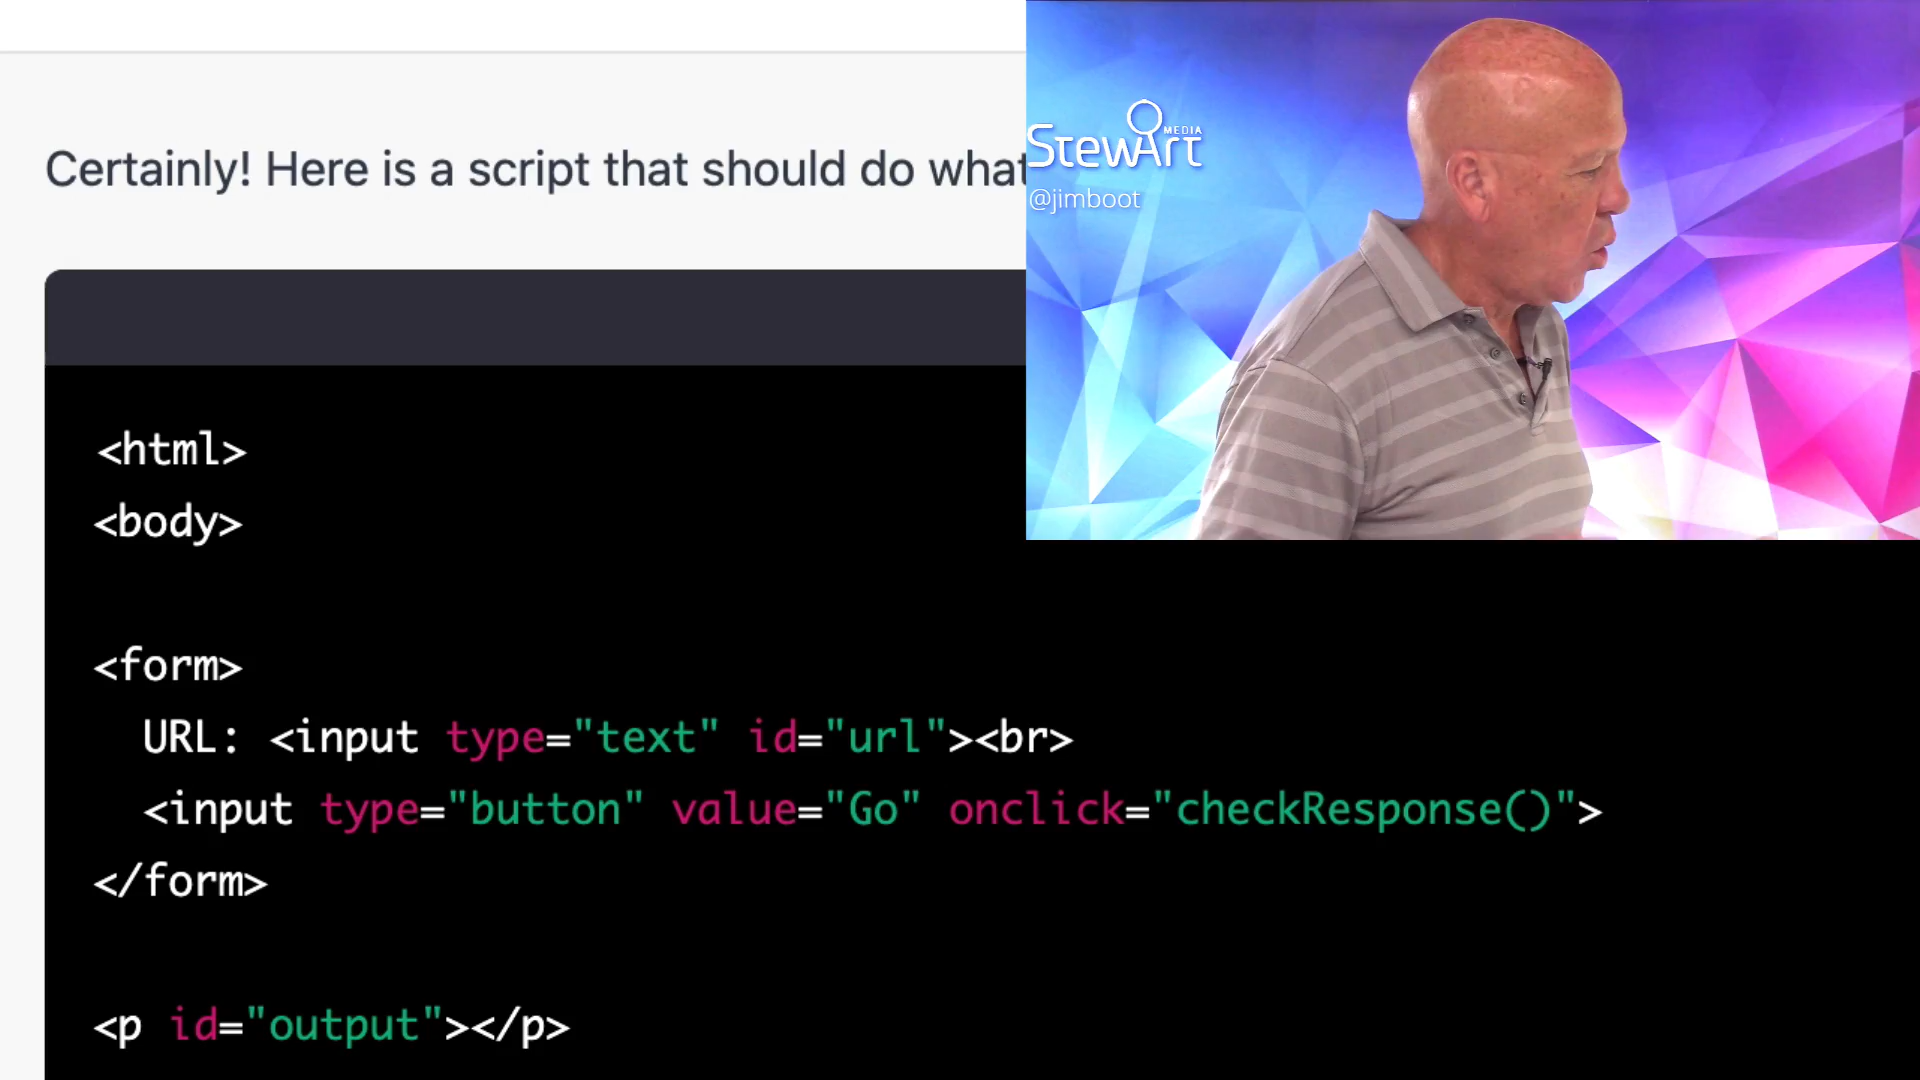 Certainly! Here is a script that should do what
StewArt
MEDIA
@jimboot
<html>
<body>
<form>
URL: <input type="text" id="url"><br>
<input type="button" value="Go" onclick="checkResponse()">
</form>
<p id="output"></p>